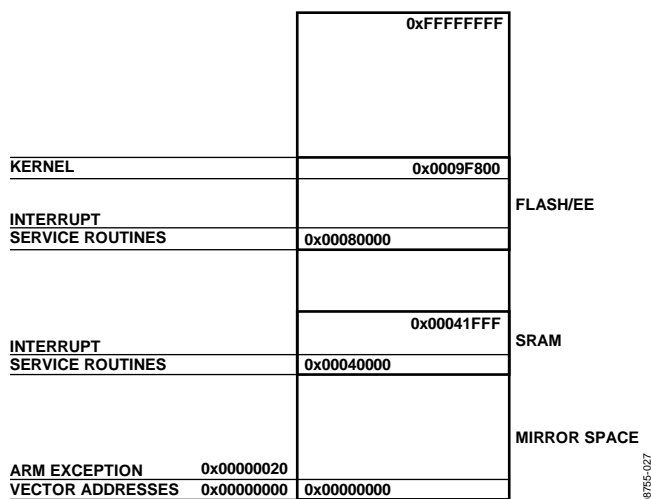 0xFFFFFFFF
KERNEL 0x0009F800
FLASH/EE
INTERRUPT
SERVICE ROUTINES 0x00080000
0x00041FFF
SRAM
INTERRUPT
SERVICE ROUTINES 0x00040000
MIRROR SPACE
ARM EXCEPTION 0x00000020
VECTOR ADDRESSES 0x00000000 0x00000000
8755-027